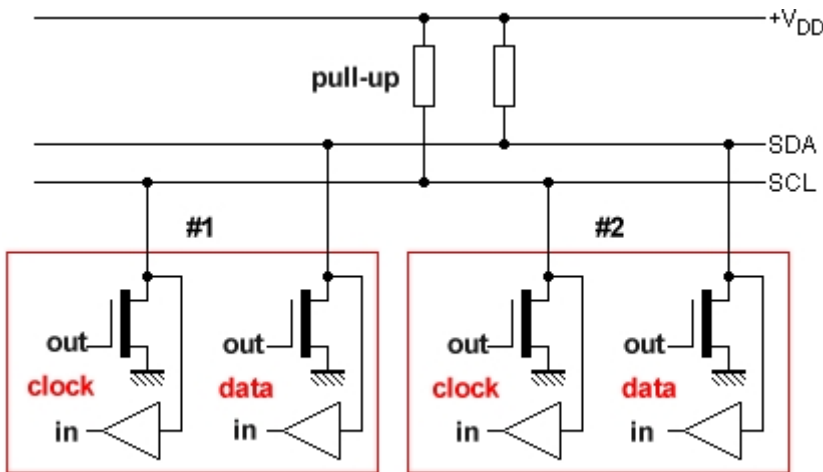 +VDD
pull-up
SDA
SCL
#1 #2
out out out out
clock data clock data
in in in in